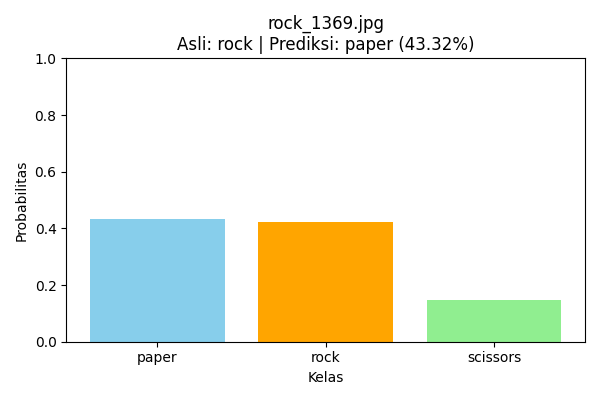 rock_1369.jpg
Asli: rock | Prediksi: paper (43.32%)
Probabilitas
1.0
0.8
0.6
0.4
0.2
0.0
paper rock scissors
Kelas